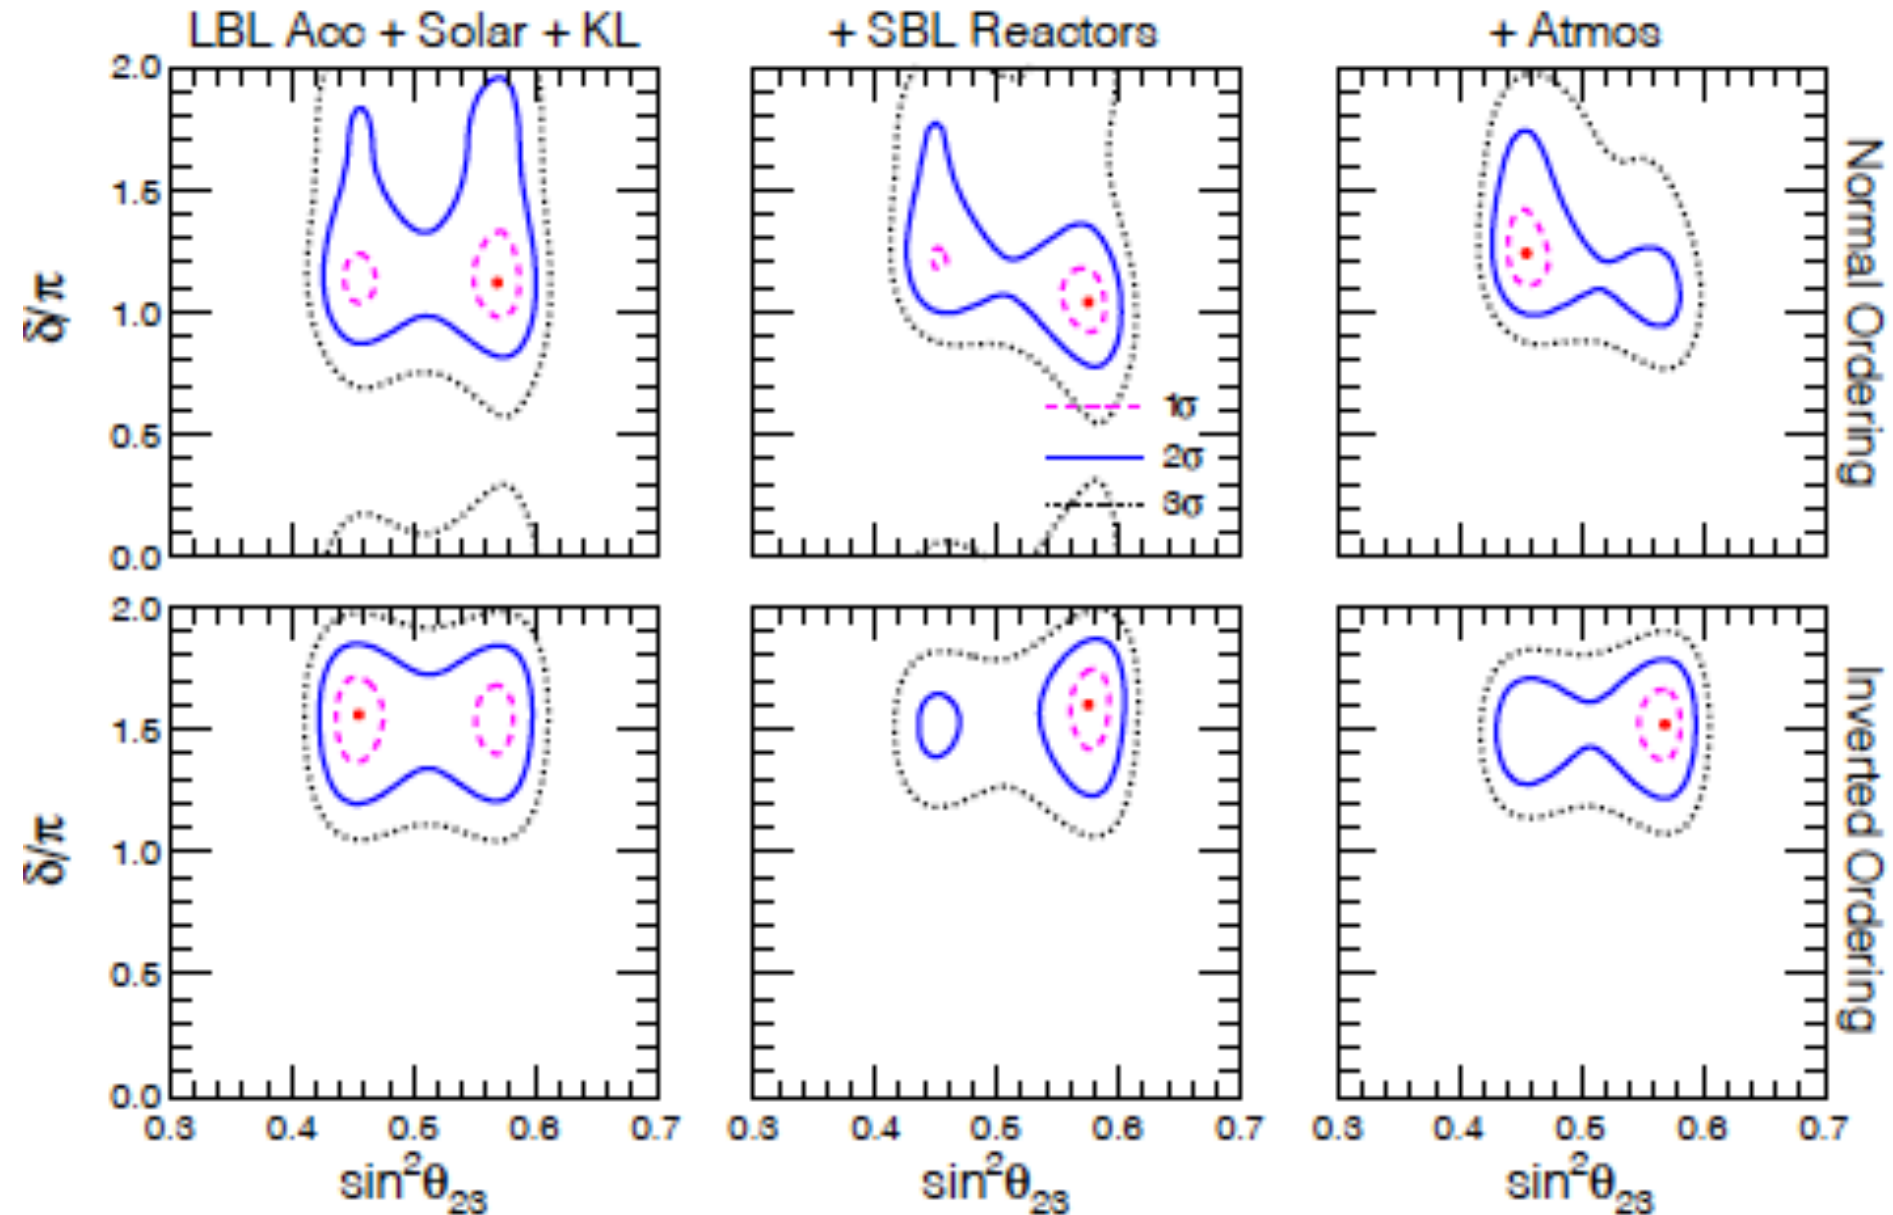 LBL Acc + Solar + KL
+ SBL Reactors
+ Atmos
2.0
1.5
1.0
0.5
0.0
δ/π
1σ
2σ
3σ
Normal Ordering
2.0
1.5
1.0
0.5
0.0
δ/π
Inverted Ordering
0.3 0.4 0.5 0.6 0.7
0.3 0.4 0.5 0.6 0.7
0.3 0.4 0.5 0.6 0.7
sin²θ₂₃
sin²θ₂₃
sin²θ₂₃